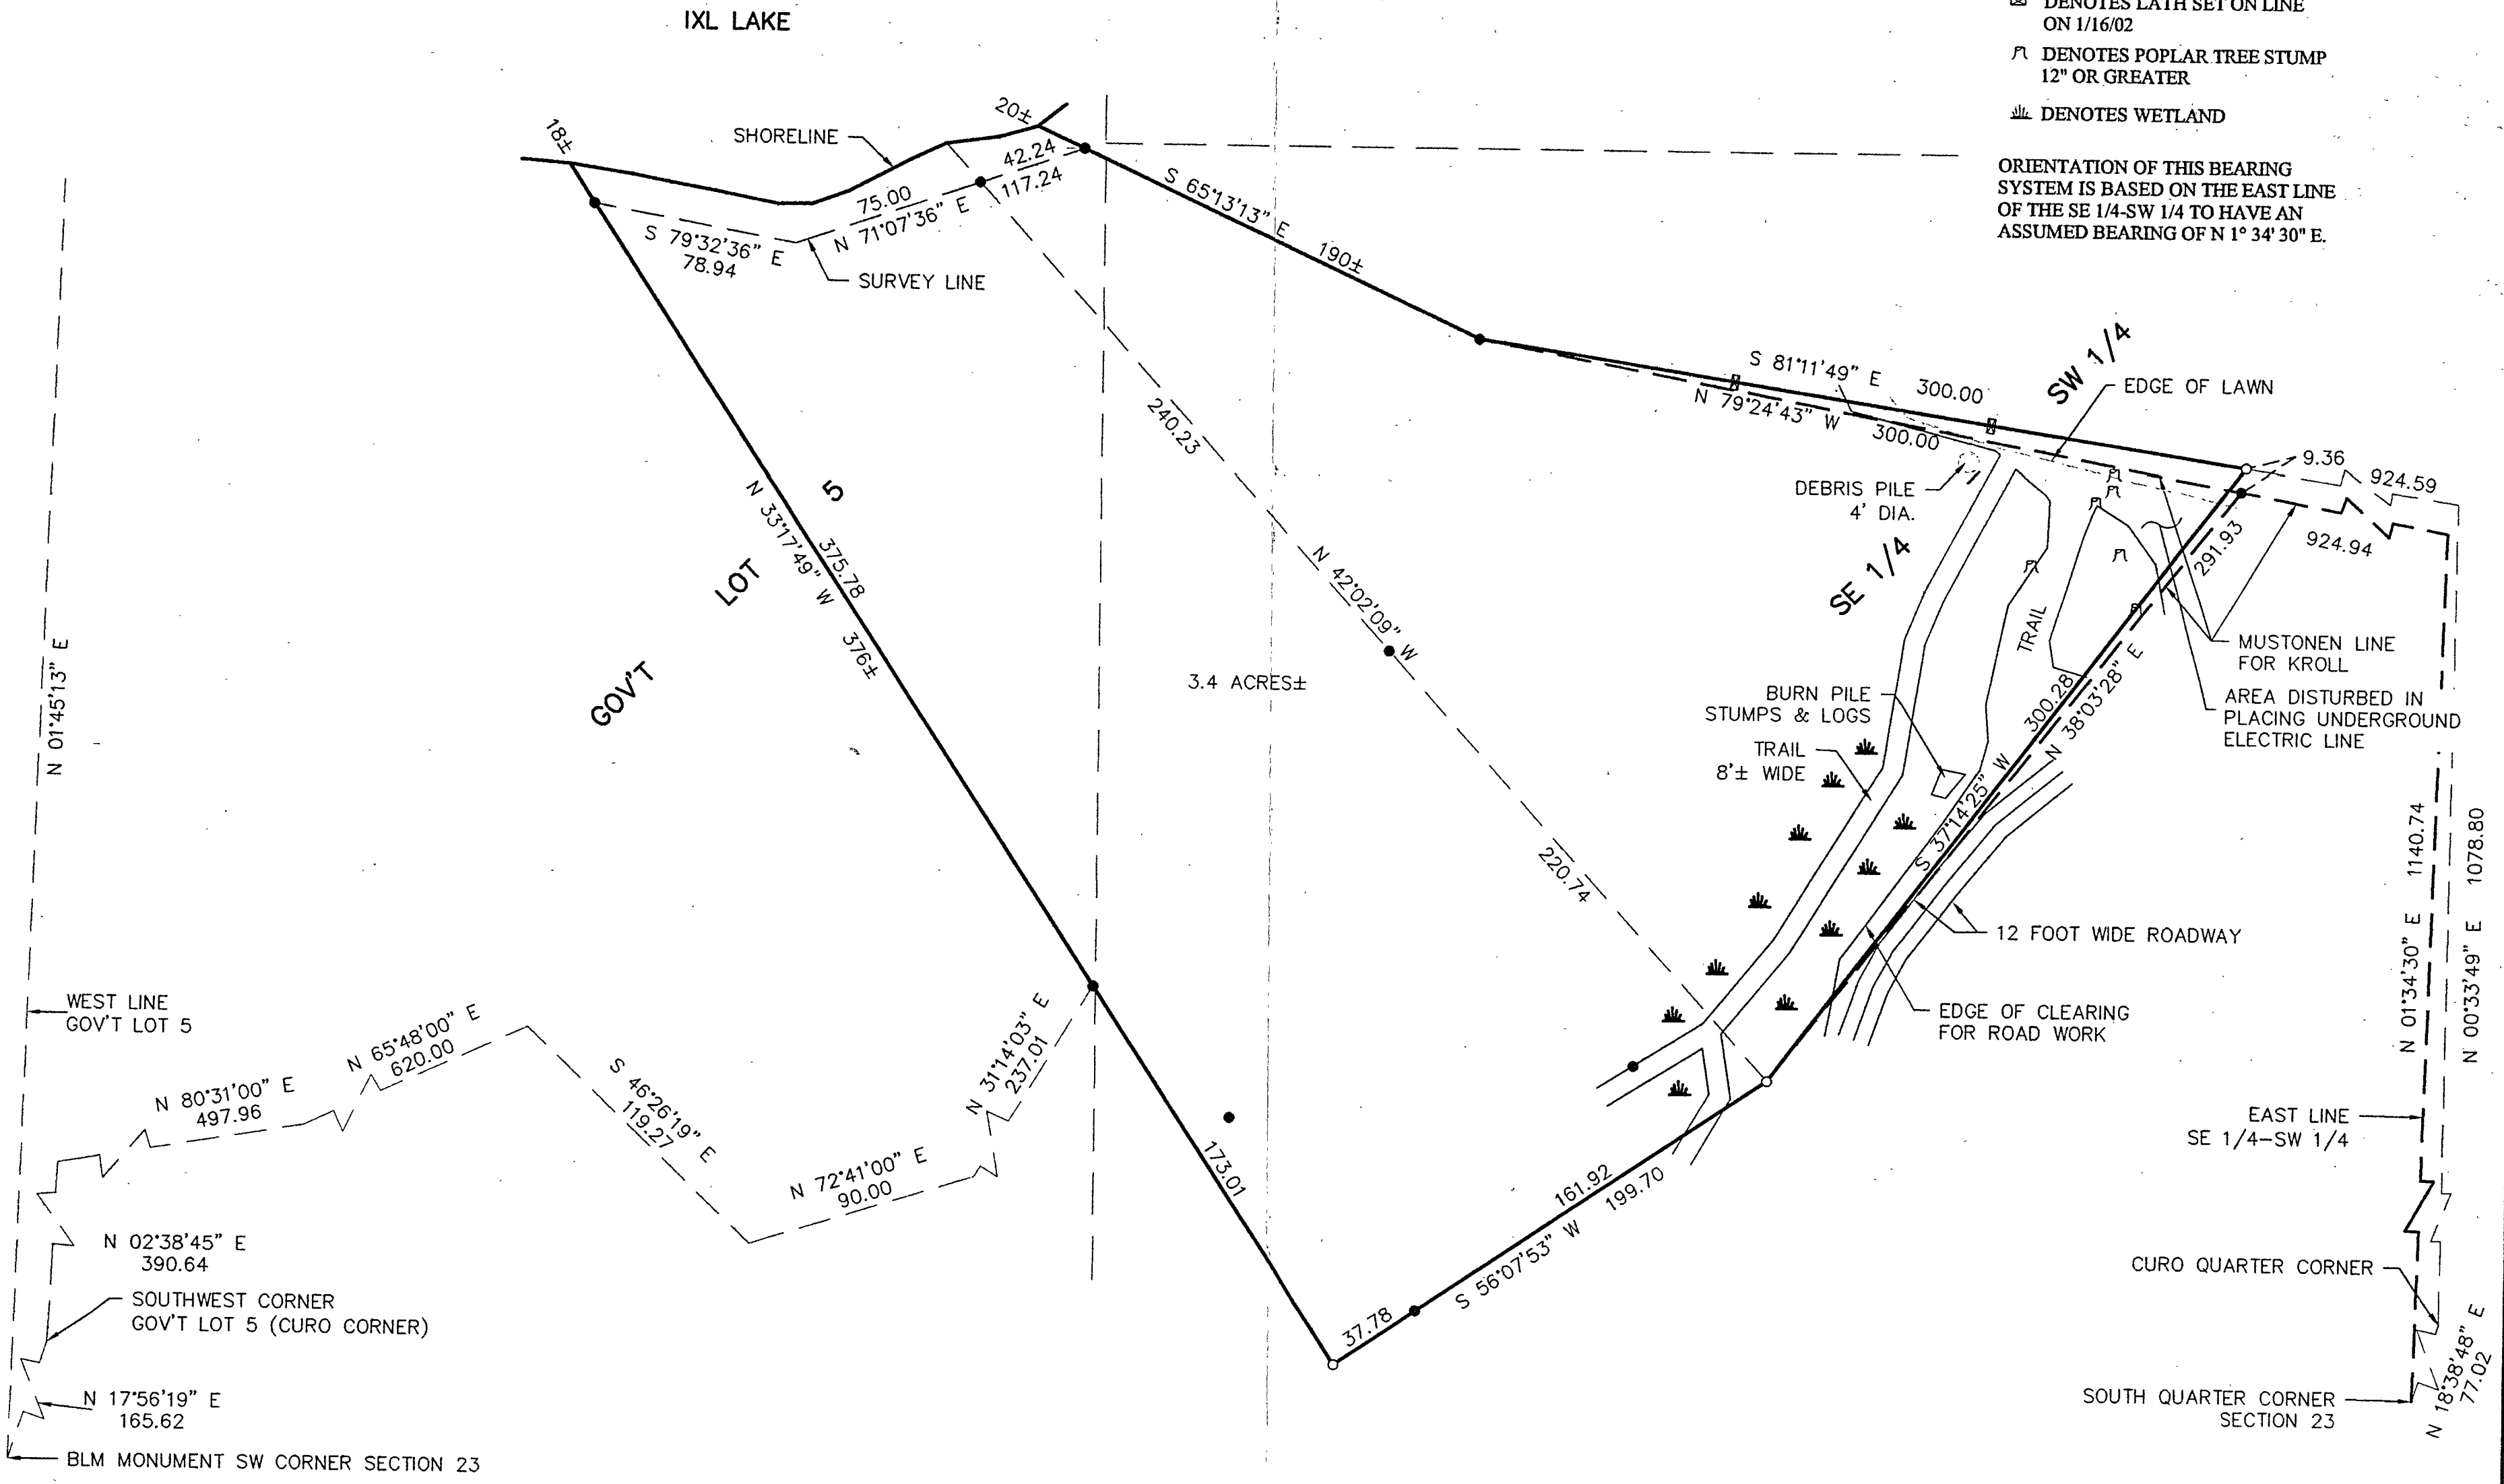 IXL LAKE
DENOTES LATH SET ON LINE
ON 1/16/02
DENOTES POPLAR TREE STUMP
12" OR GREATER
DENOTES WETLAND
ORIENTATION OF THIS BEARING
SYSTEM IS BASED ON THE EAST LINE
OF THE SE 1/4-SW 1/4 TO HAVE AN
ASSUMED BEARING OF N 1° 34' 30" E.
18±
SHORELINE
20±
42.24
117.24
75.00
N 71°07'36" E
S 79°32'36" E
78.94
SURVEY LINE
S 65°13'13" E
190±
S 81°11'49" E 300.00
N 79°24'43" W 300.00
SW 1/4
EDGE OF LAWN
9.36
924.59
924.94
DEBRIS PILE
4' DIA.
291.93
SE 1/4
240.23
N 42°02'09" W
220.74
5
LOT
GOV'T
375.78
N 33°17'49" W 376±
3.4 ACRES±
TRAIL
MUSTONEN LINE
FOR KROLL
AREA DISTURBED IN
PLACING UNDERGROUND
ELECTRIC LINE
BURN PILE
STUMPS & LOGS
TRAIL
8'± WIDE
300.28
S 37°14'25" W
N 38°03'28" E
N 01°45'13" E
12 FOOT WIDE ROADWAY
EDGE OF CLEARING
FOR ROAD WORK
N 01°34'30" E 1140.74
N 00°33'49" E 1078.80
WEST LINE
GOV'T LOT 5
N 65°48'00" E
620.00
N 80°31'00" E
497.96
S 46°26'19" E
119.27
N 31°14'03" E
237.01
N 72°41'00" E
90.00
173.01
161.92
S 56°07'53" W 199.70
37.78
EAST LINE
SE 1/4-SW 1/4
N 02°38'45" E
390.64
SOUTHWEST CORNER
GOV'T LOT 5 (CURO CORNER)
CURO QUARTER CORNER
N 17°56'19" E
165.62
SOUTH QUARTER CORNER
SECTION 23
N 18°38'48" E
77.02
BLM MONUMENT SW CORNER SECTION 23